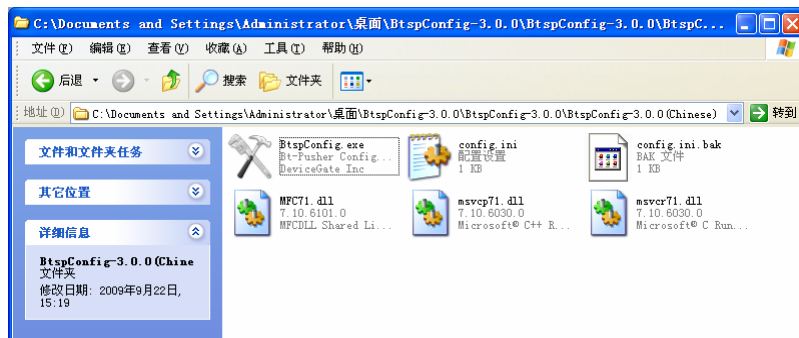 C:\Documents and Settings\Administrator\桌面\BtspConfig-3.0.0\BtspConfig-3.0.0\BtspC...
文件(F) 编辑(E) 查看(V) 收藏(A) 工具(T) 帮助(H)
后退 搜索 文件夹
地址(D) C:\Documents and Settings\Administrator\桌面\BtspConfig-3.0.0\BtspConfig-3.0.0\BtspConfig-3.0.0(Chinese) 转到
文件和文件夹任务
其它位置
详细信息
BtspConfig-3.0.0(Chine
文件夹
修改日期: 2009年9月22日,
15:19
BtspConfig.exe
Bt-Pusher Config...
DeviceGate Inc
config.ini
配置设置
1 KB
config.ini.bak
BAK 文件
1 KB
MFC71.dll
7.10.6101.0
MFCDLL Shared Li...
msvcp71.dll
7.10.6030.0
Microsoft® C++ R...
msvcr71.dll
7.10.6030.0
Microsoft® C Run...